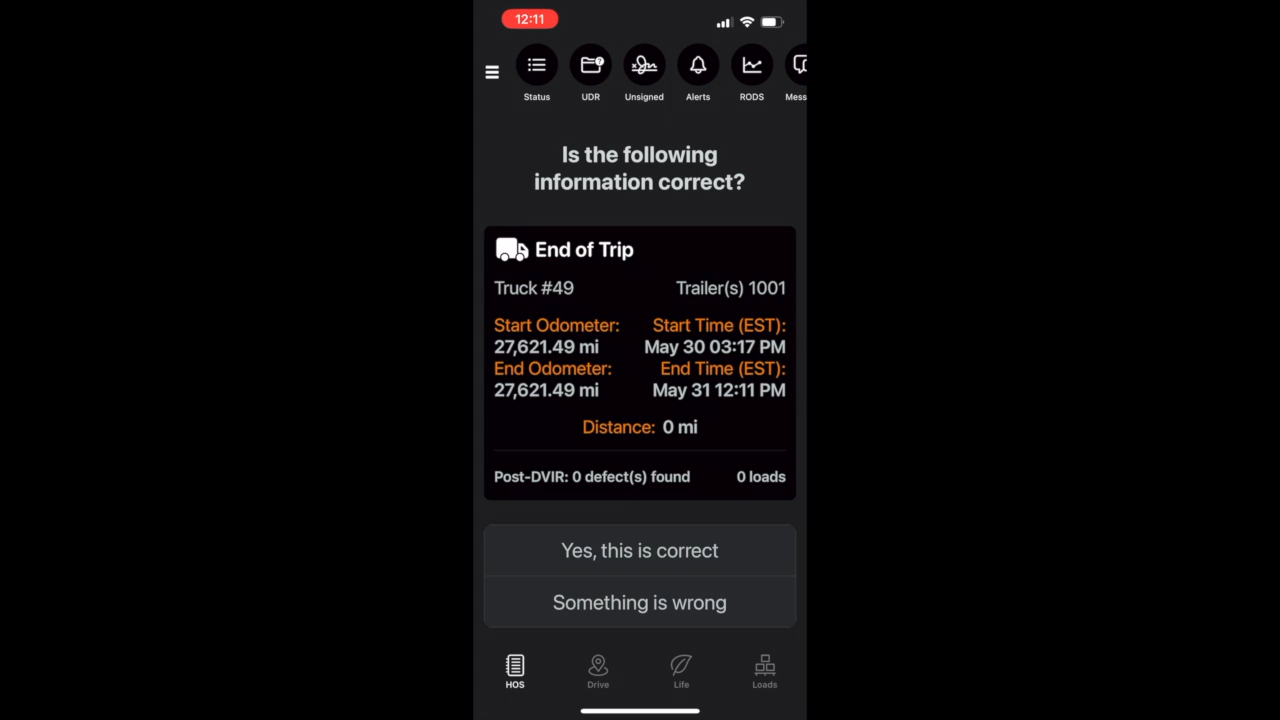 12:11
Status UDR Unsigned Alerts RODS Mess
Is the following
information correct?
End of Trip
Truck #49 Trailer(s) 1001
Start Odometer: Start Time (EST):
27,621.49 mi May 30 03:17 PM
End Odometer: End Time (EST):
27,621.49 mi May 31 12:11 PM
Distance: 0 mi
Post-DVIR: 0 defect(s) found 0 loads
Yes, this is correct
Something is wrong
HOS Drive Life Loads